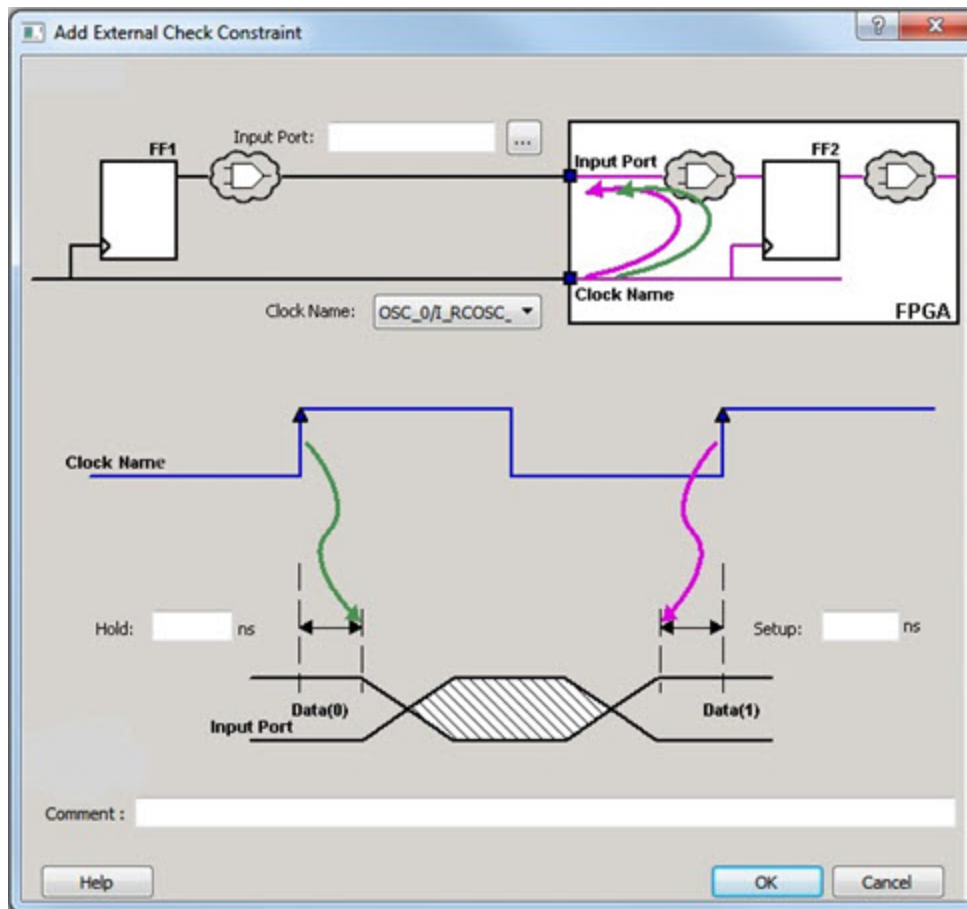 Add External Check Constraint
?
Input Port:
...
FF1
Input Port
FF2
Clock Name
FPGA
Clock Name:
OSC_0/I_RCOSC_
Clock Name
Hold:
ns
Setup:
ns
Data(0)
Data(1)
Input Port
Comment :
Help
OK
Cancel